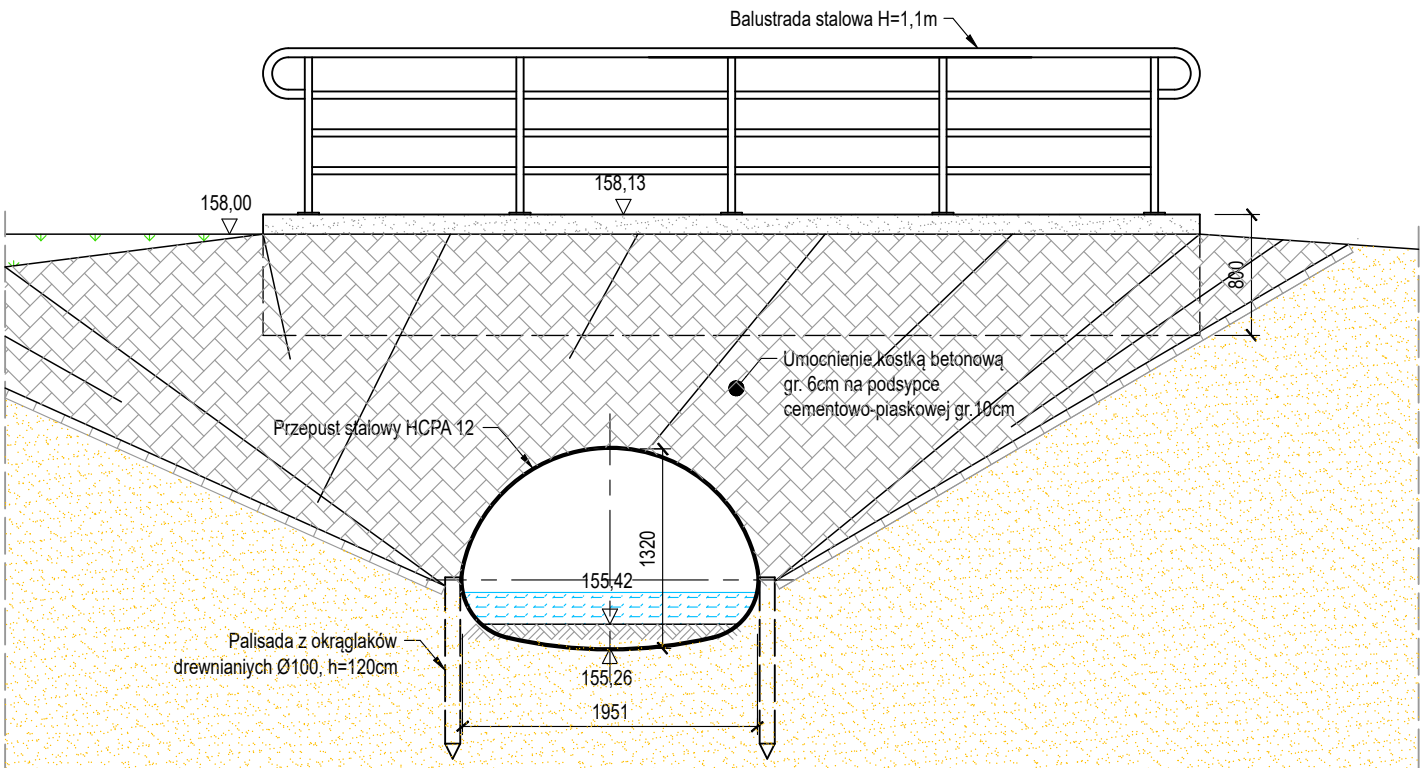 Balustrada stalowa H=1,1m
158,13
158,00
800
Umocnienie kostką betonową
gr. 6cm na podsypce
cementowo-piaskowej gr.10cm
Przepust stalowy HCPA 12
1320
155,42
Palisada z okrąglaków
drewnianych Ø100, h=120cm
155,26
1951